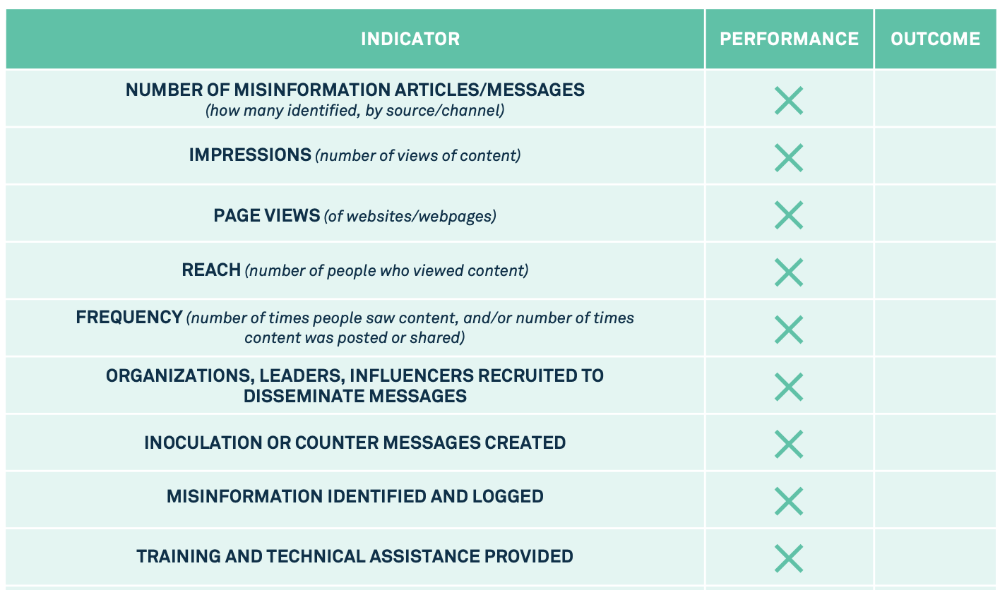 INDICATOR PERFORMANCE OUTCOME
NUMBER OF MISINFORMATION ARTICLES/MESSAGES
(how many identified, by source/channel)
IMPRESSIONS (number of views of content)
PAGE VIEWS (of websites/webpages)
REACH (number of people who viewed content)
FREQUENCY (number of times people saw content, and/or number of times
content was posted or shared)
ORGANIZATIONS, LEADERS, INFLUENCERS RECRUITED TO
DISSEMINATE MESSAGES
INOCULATION OR COUNTER MESSAGES CREATED
MISINFORMATION IDENTIFIED AND LOGGED
TRAINING AND TECHNICAL ASSISTANCE PROVIDED